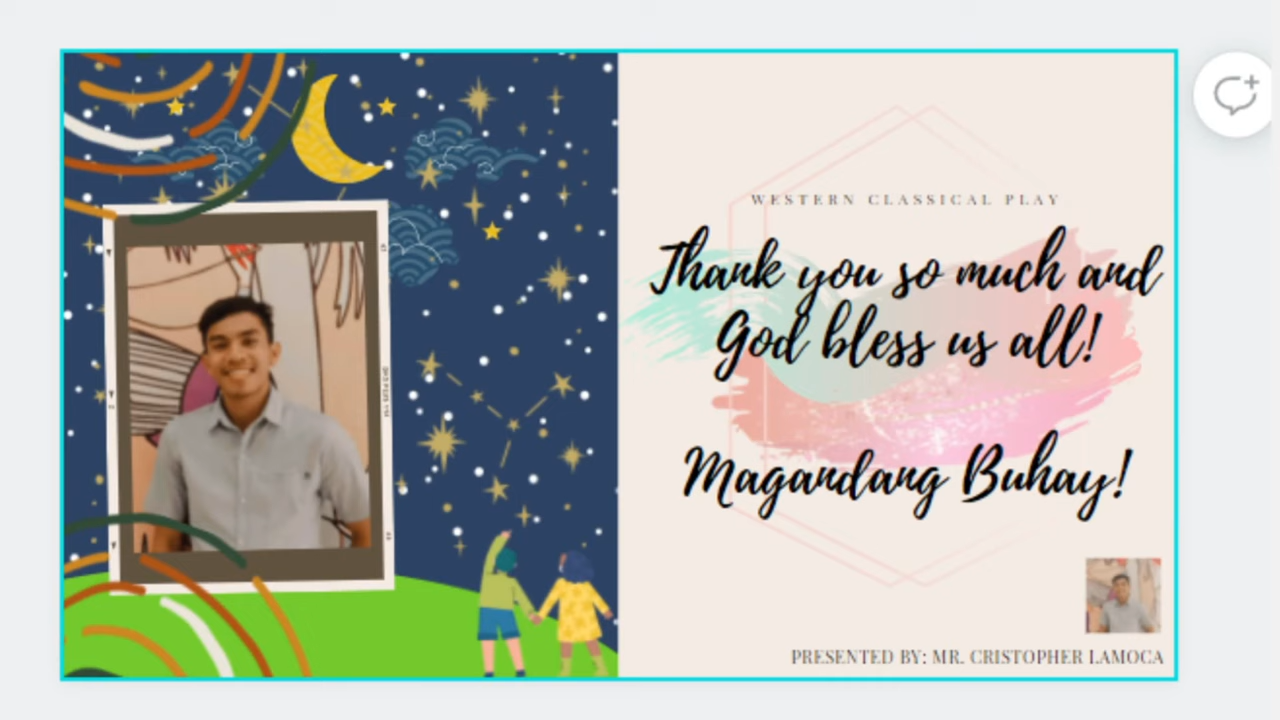 WESTERN CLASSICAL PLAY
Thank you so much and
God bless us all!
Magandang Buhay!
PRESENTED BY: MR. CRISTOPHER LAMOCA